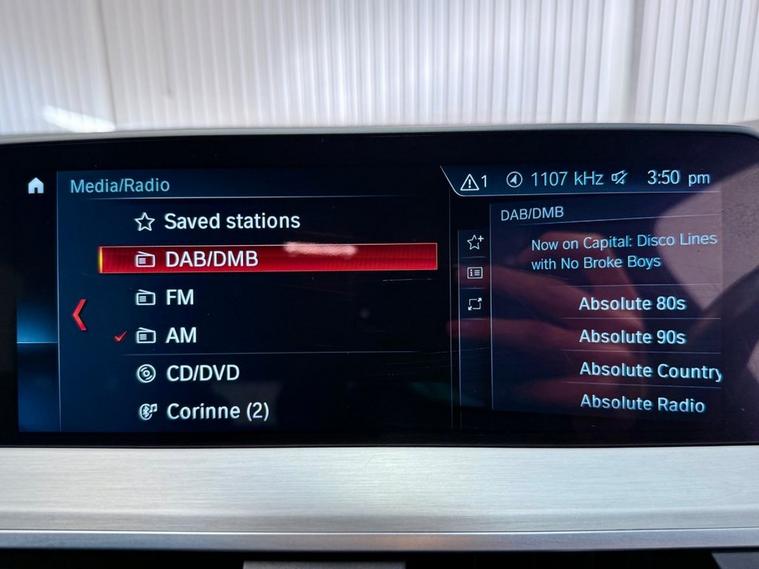 Media/Radio
1
1107 kHz
3:50 pm
Saved stations
DAB/DMB
FM
AM
CD/DVD
Corinne (2)
DAB/DMB
Now on Capital: Disco Lines
with No Broke Boys
Absolute 80s
Absolute 90s
Absolute Country
Absolute Radio